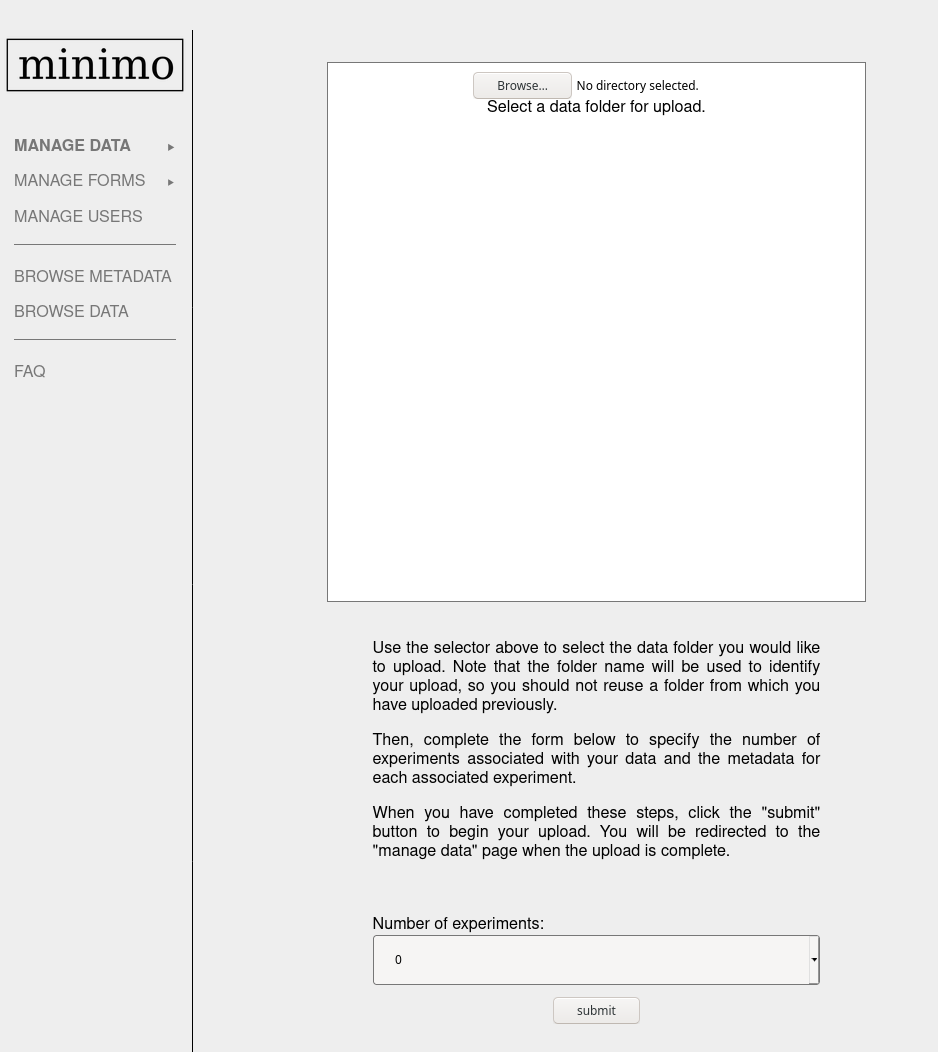 minimo
MANAGE DATA
MANAGE FORMS
MANAGE USERS
BROWSE METADATA
BROWSE DATA
FAQ
Browse... No directory selected.
Select a data folder for upload.
Use the selector above to select the data folder you would like
to upload. Note that the folder name will be used to identify
your upload, so you should not reuse a folder from which you
have uploaded previously.
Then, complete the form below to specify the number of
experiments associated with your data and the metadata for
each associated experiment.
When you have completed these steps, click the "submit"
button to begin your upload. You will be redirected to the
"manage data" page when the upload is complete.
Number of experiments:
0
submit